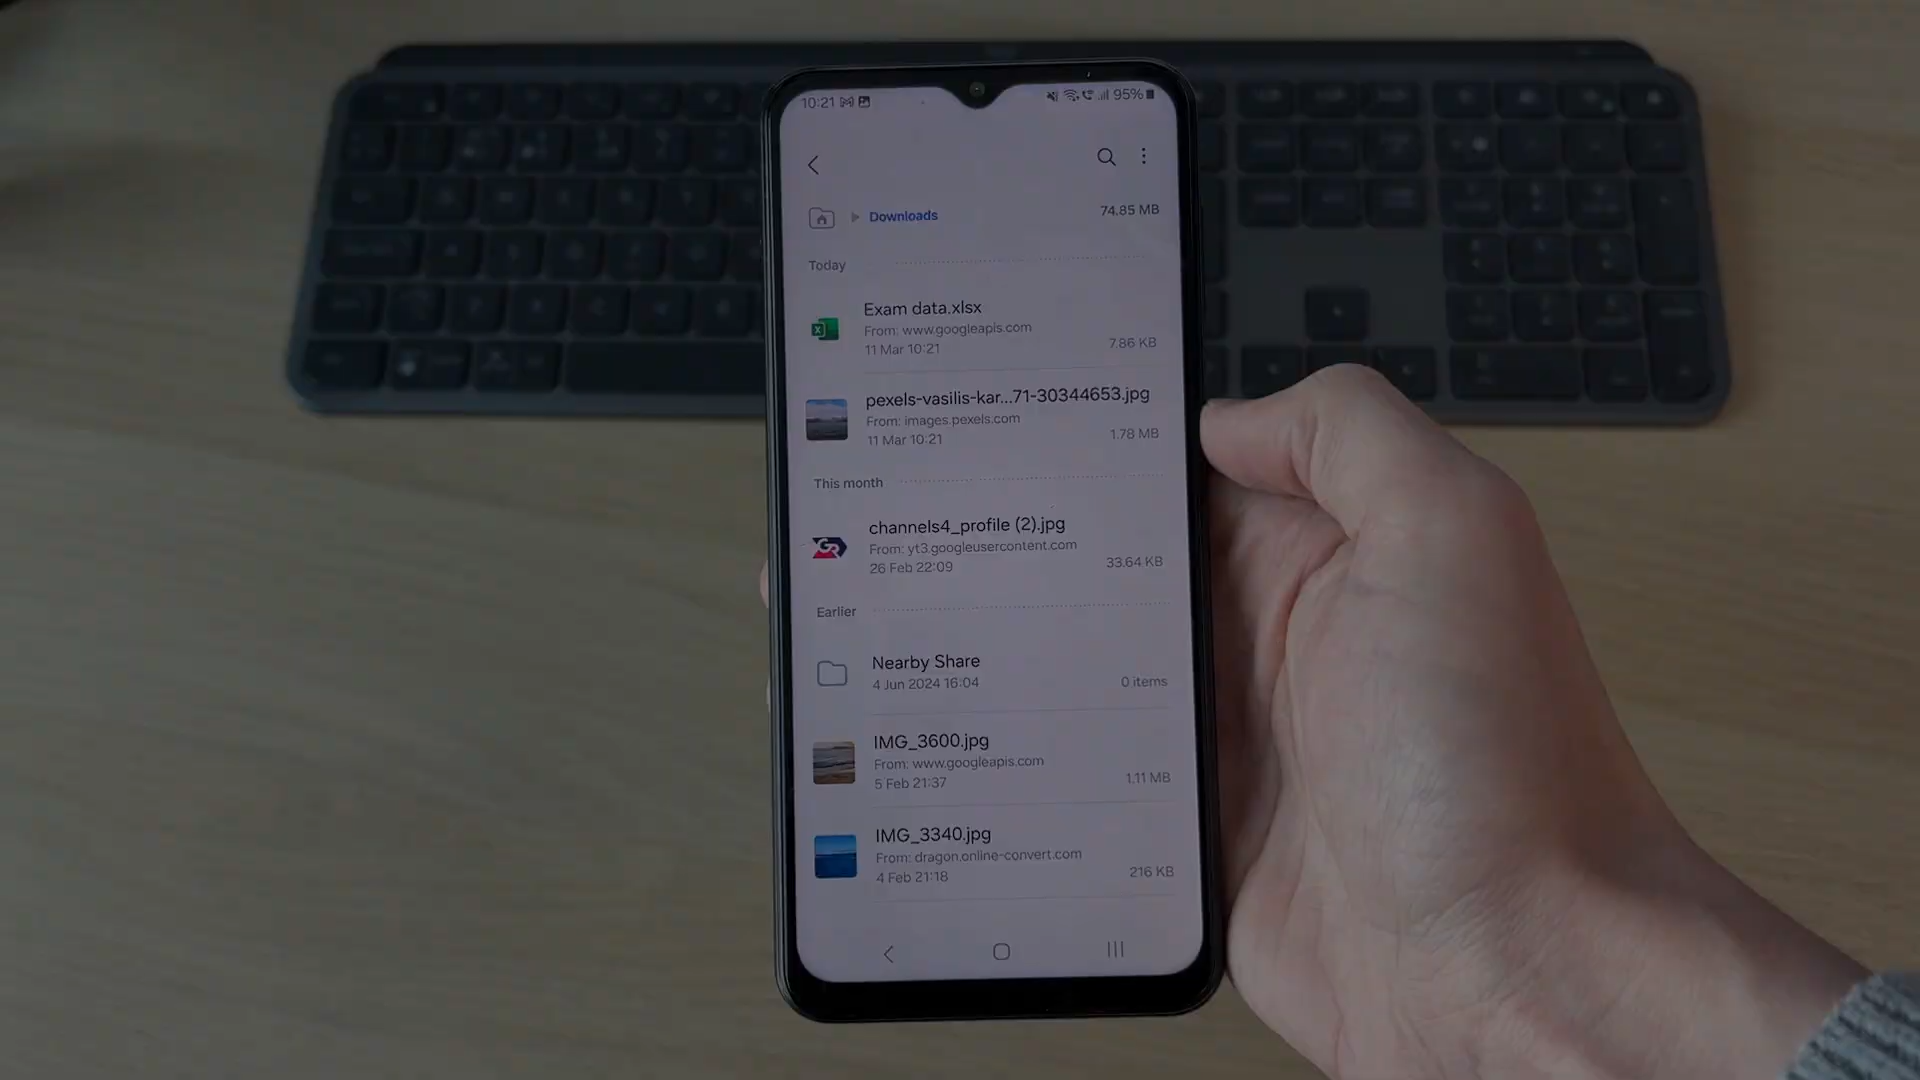 10:21
95%
Downloads
74.85 MB
Today
Exam data.xlsx
From: www.googleapis.com
11 Mar 10:21
7.86 KB
pexels-vasilis-kar...71-30344653.jpg
From: images.pexels.com
11 Mar 10:21
1.78 MB
This month
channels4_profile (2).jpg
From: yt3.googleusercontent.com
26 Feb 22:09
33.64 KB
Earlier
Nearby Share
4 Jun 2024 16:04
0 items
IMG_3600.jpg
From: www.googleapis.com
5 Feb 21:37
1.11 MB
IMG_3340.jpg
From: dragon.online-convert.com
4 Feb 21:18
216 KB